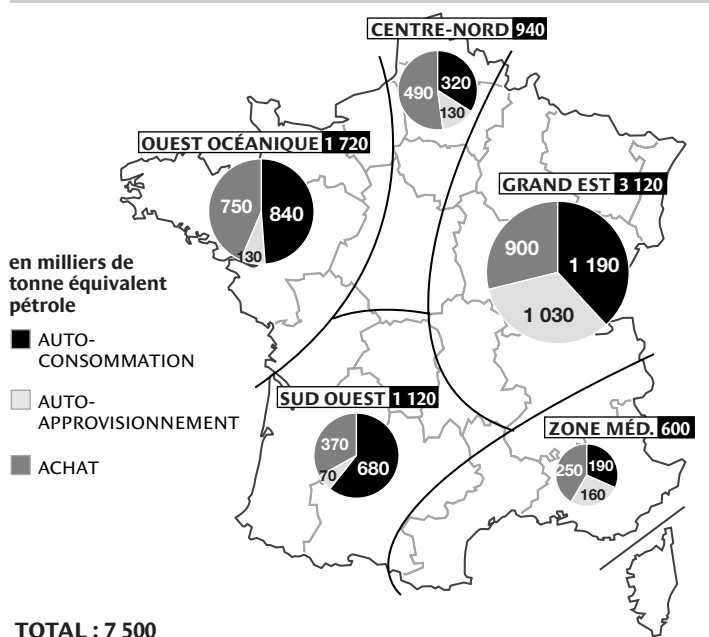 CENTRE-NORD 940
320
490
130
OUEST OCÉANIQUE 1 720
750
840
130
GRAND EST 3 120
900
1 190
1 030
en milliers de
tonne équivalent
pétrole
AUTO-
CONSOMMATION
AUTO-
APPROVISIONNEMENT
ACHAT
SUD OUEST 1 120
370
70
680
ZONE MÉD. 600
250
190
160
TOTAL : 7 500